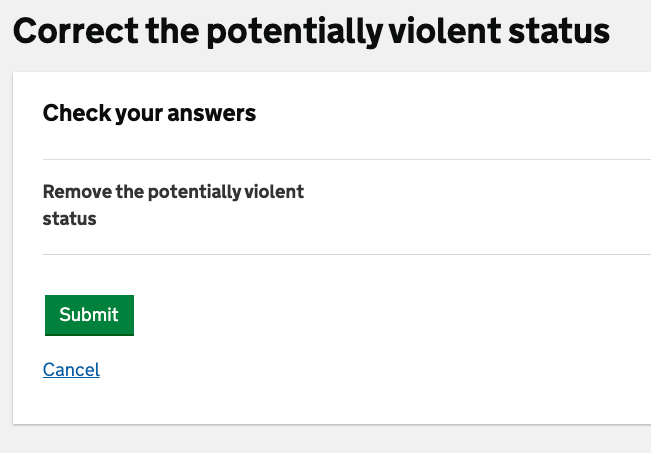 Correct the potentially violent status
Check your answers
Remove the potentially violent
status
Submit
Cancel